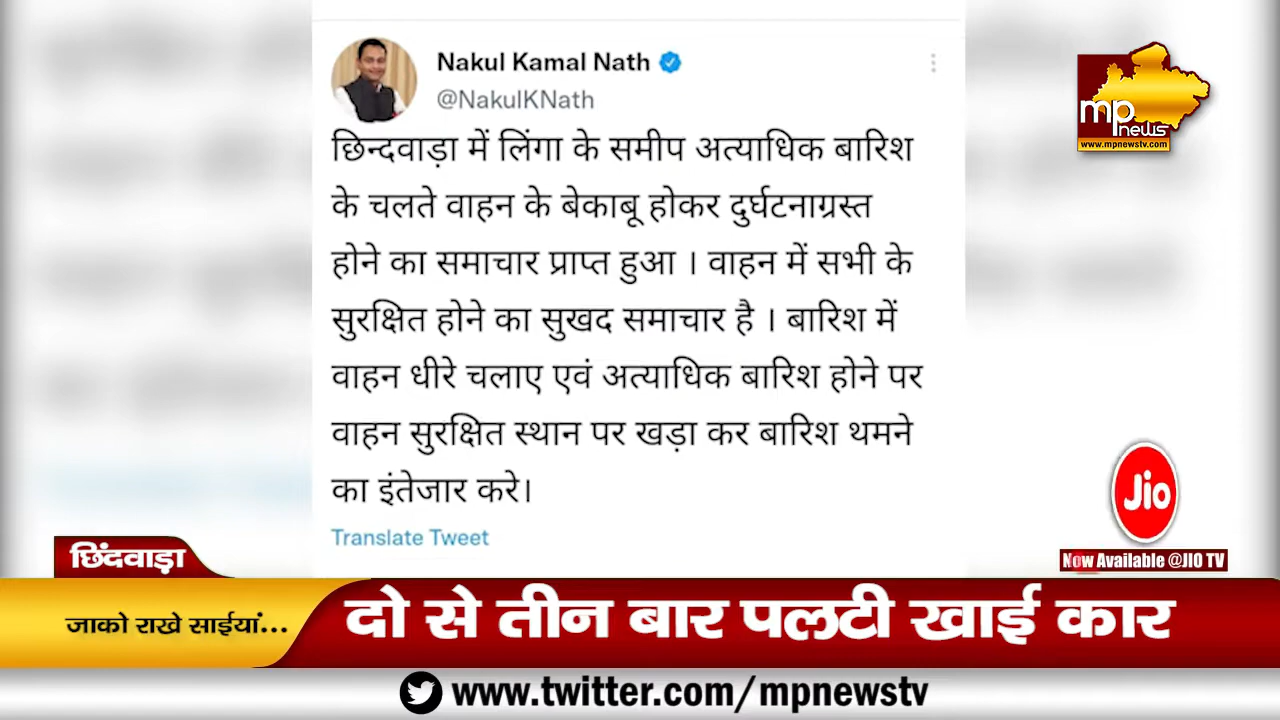 Nakul Kamal Nath
@NakulKNath
छिन्दवाड़ा में लिंगा के समीप अत्याधिक बारिश
के चलते वाहन के बेकाबू होकर दुर्घटनाग्रस्त
होने का समाचार प्राप्त हुआ । वाहन में सभी के
सुरक्षित होने का सुखद समाचार है । बारिश में
वाहन धीरे चलाए एवं अत्याधिक बारिश होने पर
वाहन सुरक्षित स्थान पर खड़ा कर बारिश थमने
का इंतेजार करे।
Translate Tweet
mp
news
www.mpnewstv.com
Jio
Now Available @JIO TV
छिंदवाड़ा
जाको राखे साईयां...
दो से तीन बार पलटी खाई कार
www.twitter.com/mpnewstv